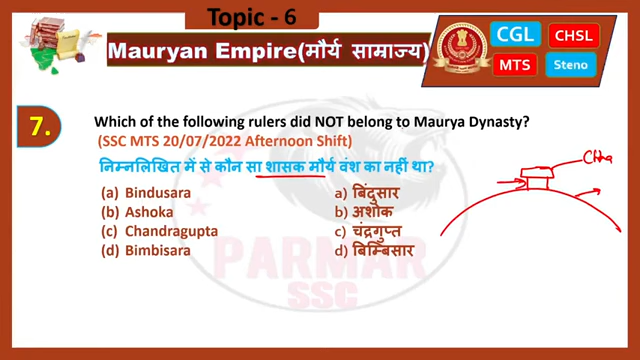 Topic - 6
Mauryan Empire(मौर्य साम्राज्य)
CGL
CHSL
MTS
Steno
7.
Which of the following rulers did NOT belong to Maurya Dynasty?
(SSC MTS 20/07/2022 Afternoon Shift)
निम्नलिखित में से कौन सा शासक मौर्य वंश का नहीं था?
(a) Bindusara
a) बिंदुसार
(b) Ashoka
b) अशोक
(c) Chandragupta
c) चंद्रगुप्त
(d) Bimbisara
d) बिम्बिसार
PARMAR
SSC